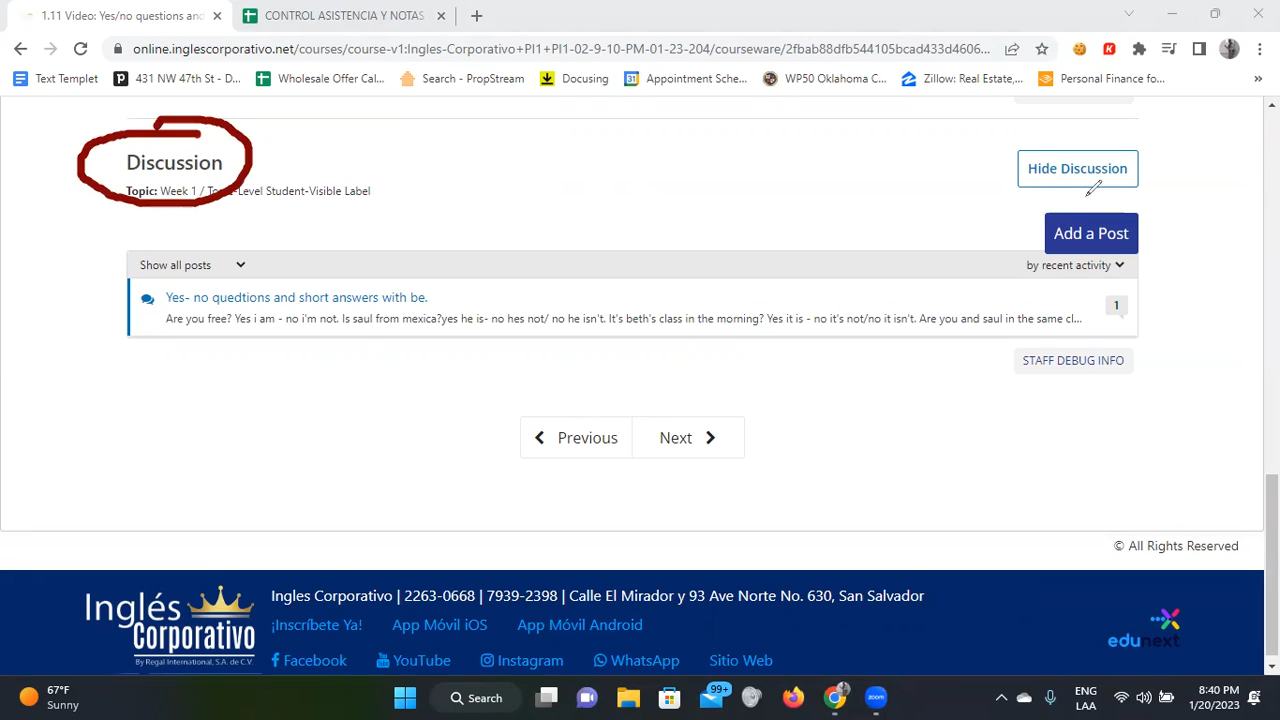 1.11 Video: Yes/no questions and
CONTROL ASISTENCIA Y NOTAS
online.inglescorporativo.net/courses/course-v1:Ingles-Corporativo+PI1+PI1-02-9-10-PM-01-23-204/courseware/2fbab88dfb544105bcad433d4606...
Text Templet
431 NW 47th St - D...
Wholesale Offer Cal...
Search - PropStream
Docusing
Appointment Sche...
WP50 Oklahoma C...
Zillow: Real Estate,...
Personal Finance fo...
»
Discussion
Hide Discussion
Topic: Week 1 / Level Student-Visible Label
Add a Post
Show all posts
by recent activity
Yes- no quedtions and short answers with be.
Are you free? Yes i am - no i'm not. Is saul from mexica?yes he is- no hes not/ no he isn't. It's beth's class in the morning? Yes it is - no it's not/no it isn't. Are you and saul in the same cl...
1
STAFF DEBUG INFO
Previous
Next
© All Rights Reserved
Inglés
Corporativo
By Regal International, S.A. de C.V.
Ingles Corporativo | 2263-0668 | 7939-2398 | Calle El Mirador y 93 Ave Norte No. 630, San Salvador
¡Inscríbete Ya!
App Móvil iOS
App Móvil Android
Facebook
YouTube
Instagram
WhatsApp
Sitio Web
edunext
67°F
Sunny
Search
99+
zoom
ENG
LAA
8:40 PM
1/20/2023